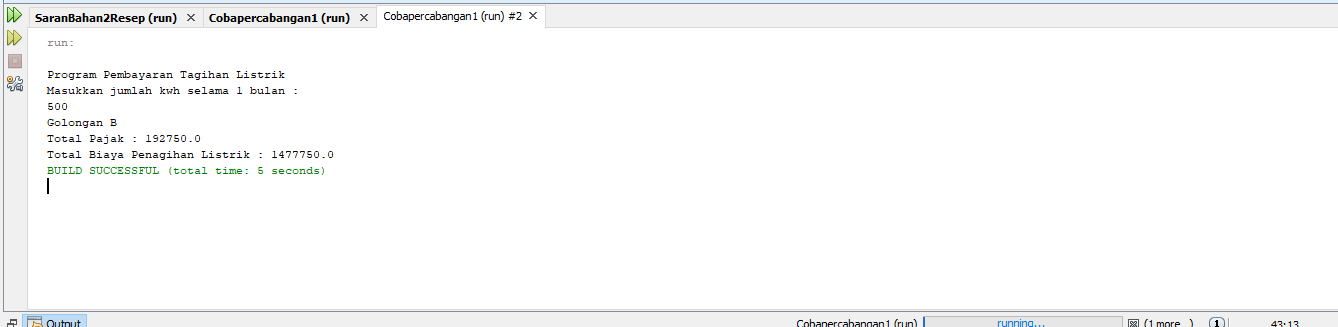 SaranBahan2Resep (run) × Cobapercabangan1 (run) × Cobapercabangan1 (run) #2 ×
run:
Program Pembayaran Tagihan Listrik
Masukkan jumlah kwh selama 1 bulan :
500
Golongan B
Total Pajak : 192750.0
Total Biaya Penagihan Listrik : 1477750.0
BUILD SUCCESSFUL (total time: 5 seconds)
Output Cobapercabangan1 (run) running... (1 more...) 1 43:13